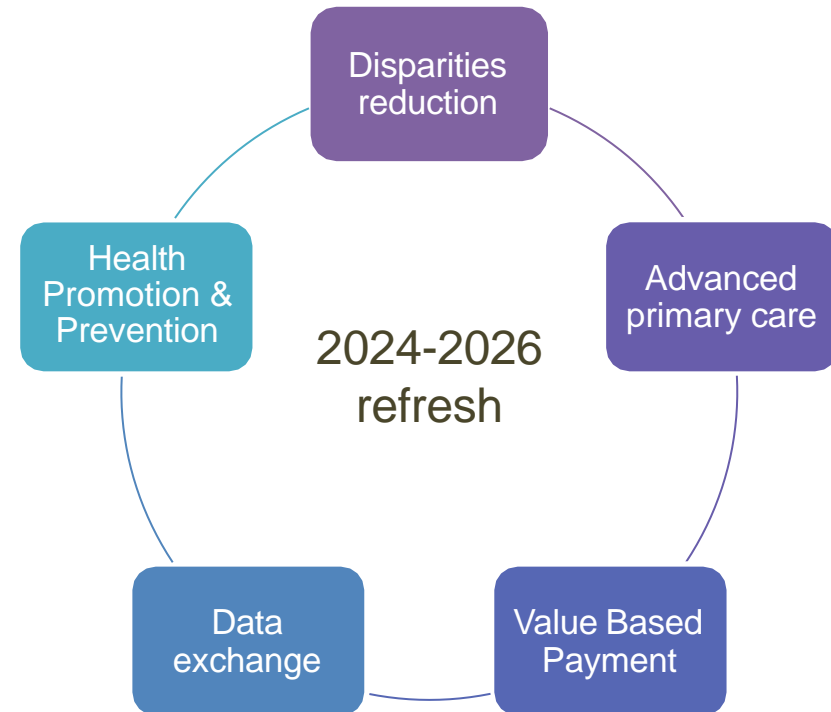 Disparities
reduction
Advanced
primary care
Value Based
Payment
Data
exchange
Health
Promotion &
Prevention
2024-2026
refresh